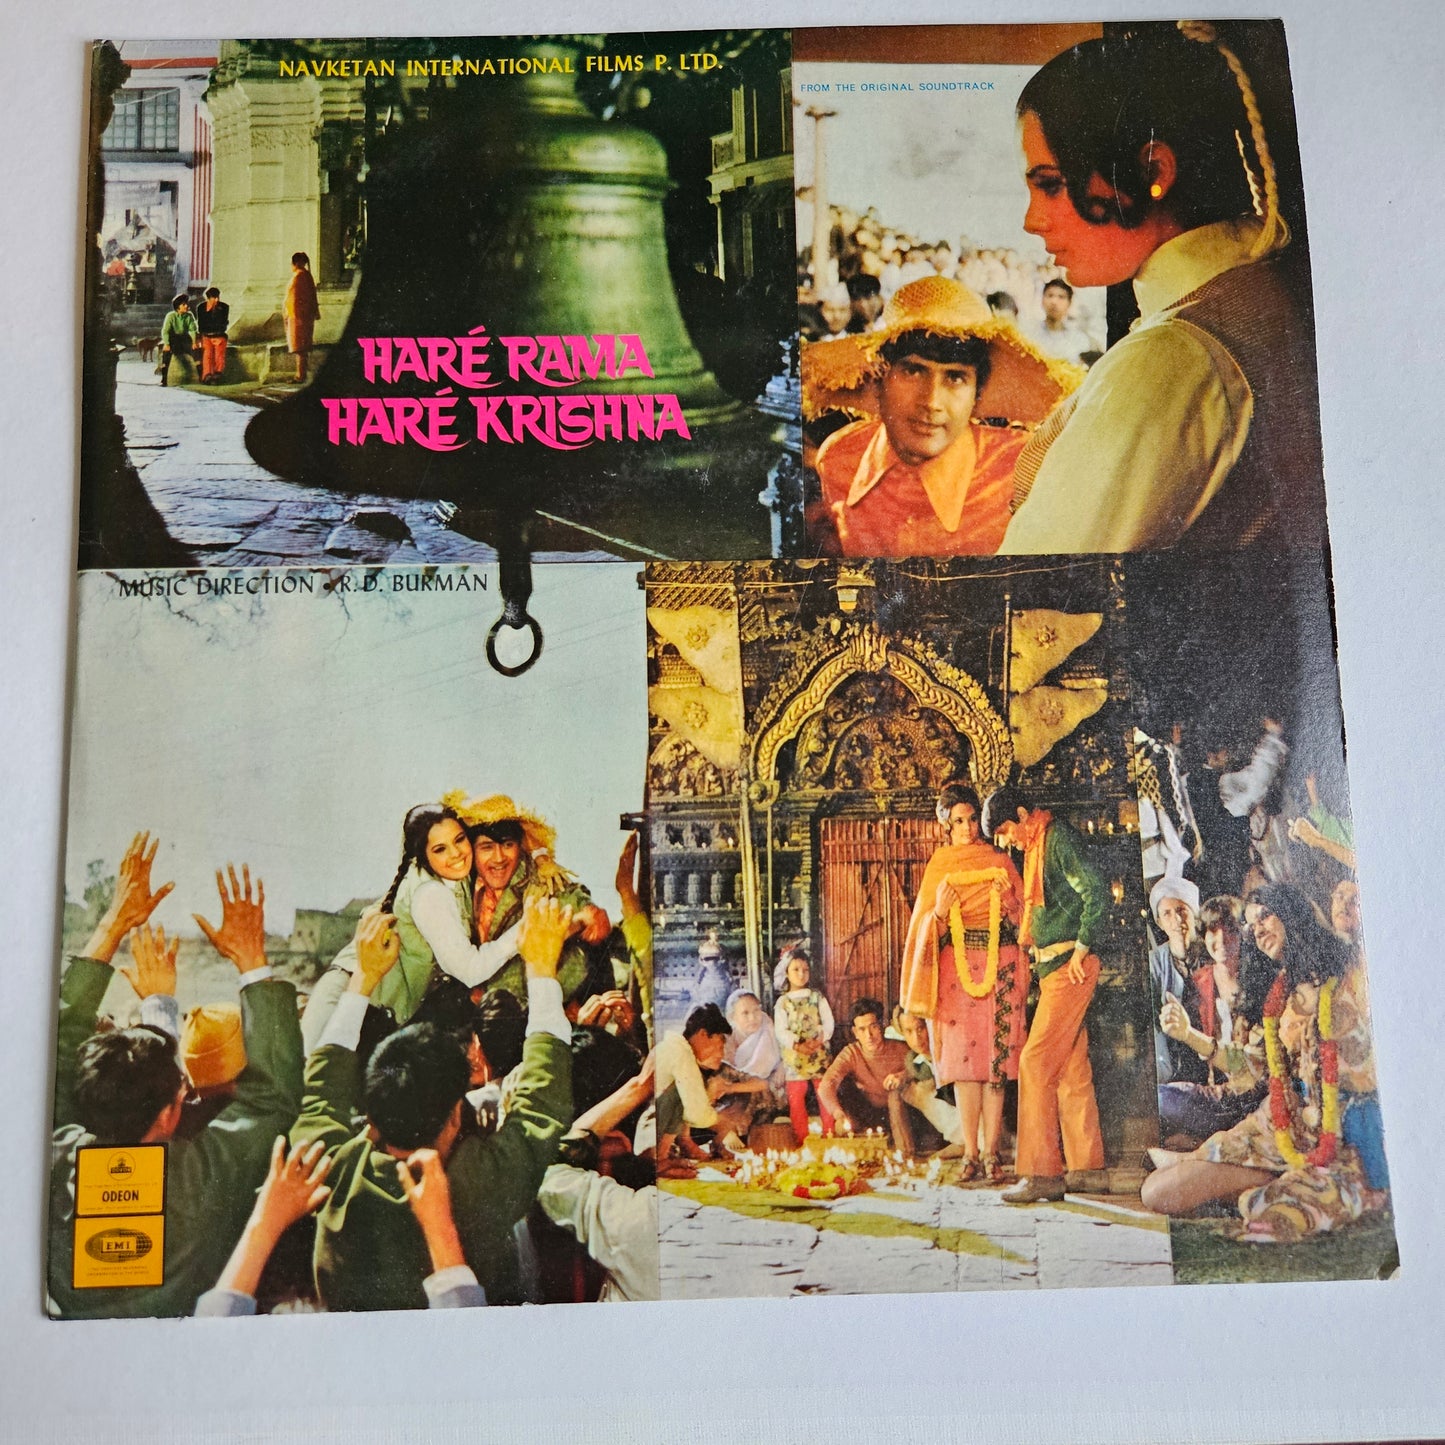 NAVKETAN INTERNATIONAL FILMS P. LTD.
FROM THE ORIGINAL SOUNDTRACK
HARÉ RAMA
HARÉ KRISHNA
MUSIC DIRECTION • R. D. BURMAN
ODEON
EMI